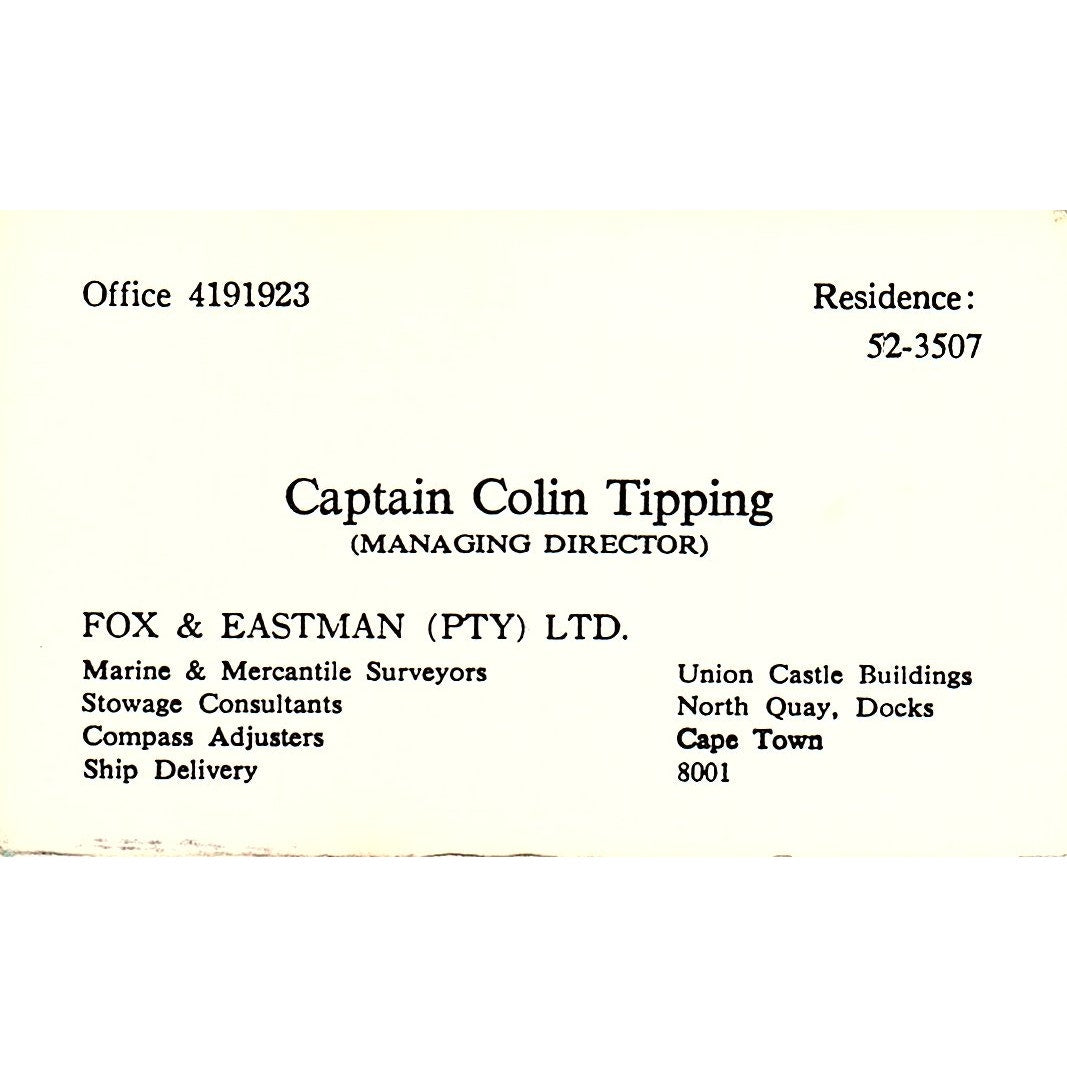 Office 4191923
Residence:
52-3507
Captain Colin Tipping
(MANAGING DIRECTOR)
FOX & EASTMAN (PTY) LTD.
Marine & Mercantile Surveyors
Stowage Consultants
Compass Adjusters
Ship Delivery
Union Castle Buildings
North Quay, Docks
Cape Town
8001